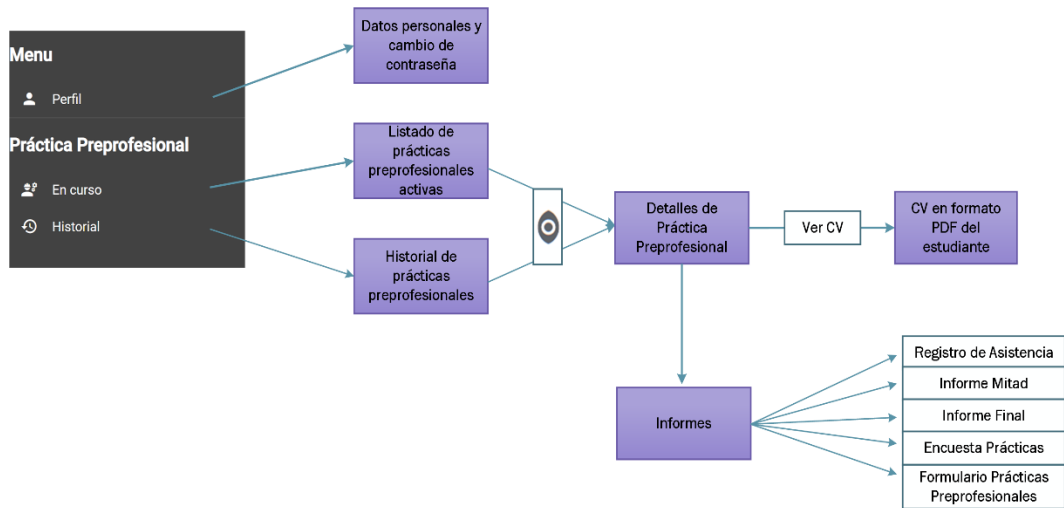 Menu
Perfil
Práctica Preprofesional
En curso
Historial
Datos personales y
cambio de
contraseña
Listado de
prácticas
preprofesionales
activas
Historial de
prácticas
preprofesionales
Detalles de
Práctica
Preprofesional
Ver CV
CV en formato
PDF del
estudiante
Informes
Registro de Asistencia
Informe Mitad
Informe Final
Encuesta Prácticas
Formulario Prácticas
Preprofesionales